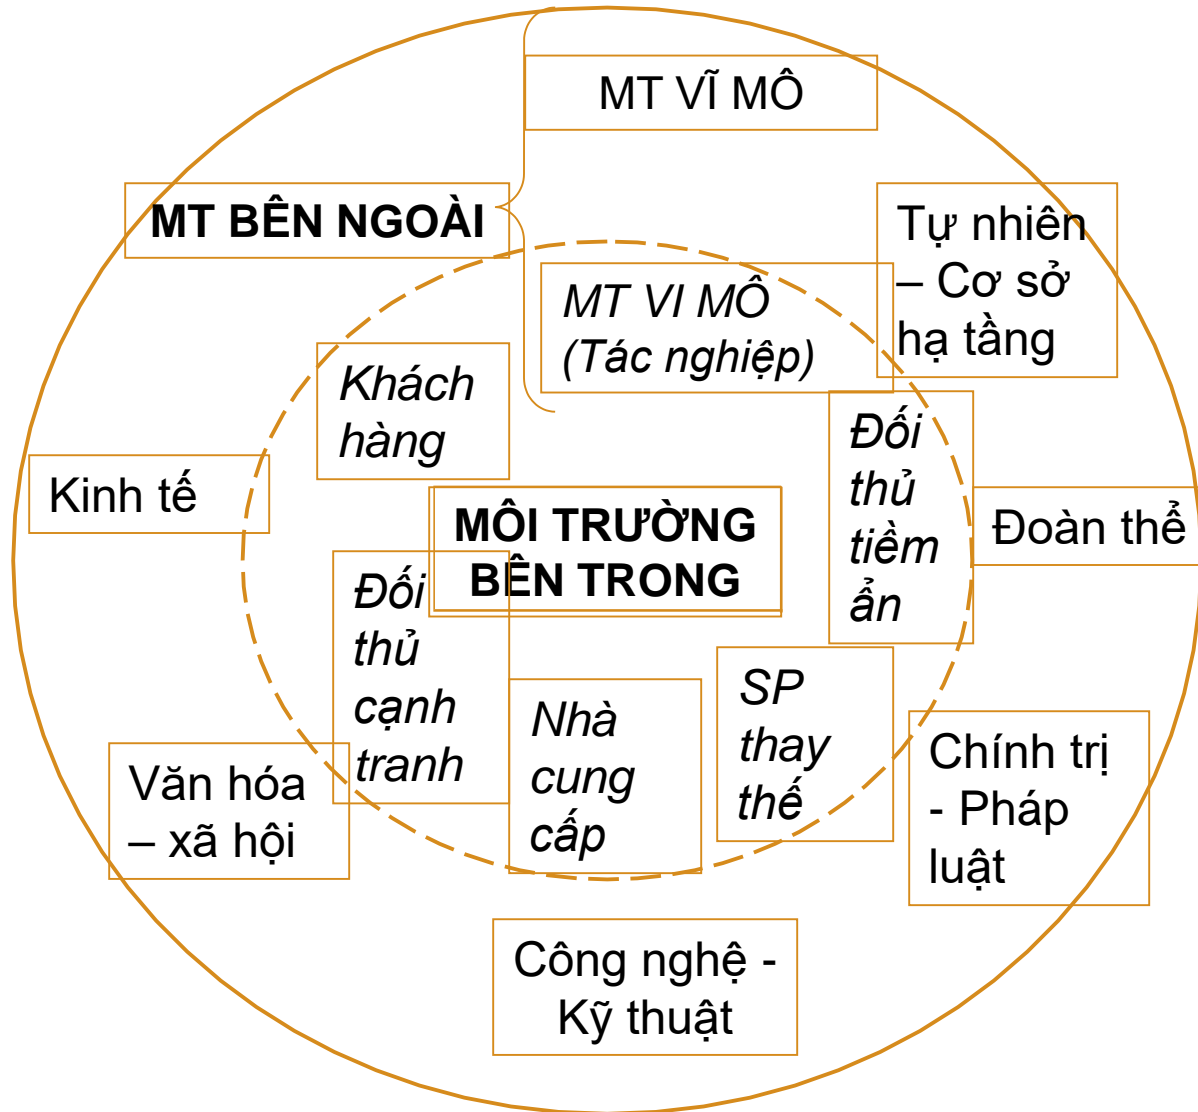 MT VĨ MÔ
MT BÊN NGOÀI
Tự nhiên
– Cơ sở
hạ tầng
MT VI MÔ
(Tác nghiệp)
Khách
hàng
Đối
thủ
tiềm
ẩn
Kinh tế
MÔI TRƯỜNG
BÊN TRONG
Đoàn thể
Đối
thủ
cạnh
tranh
Nhà
cung
cấp
SP
thay
thế
Chính trị
- Pháp
luật
Văn hóa
– xã hội
Công nghệ -
Kỹ thuật